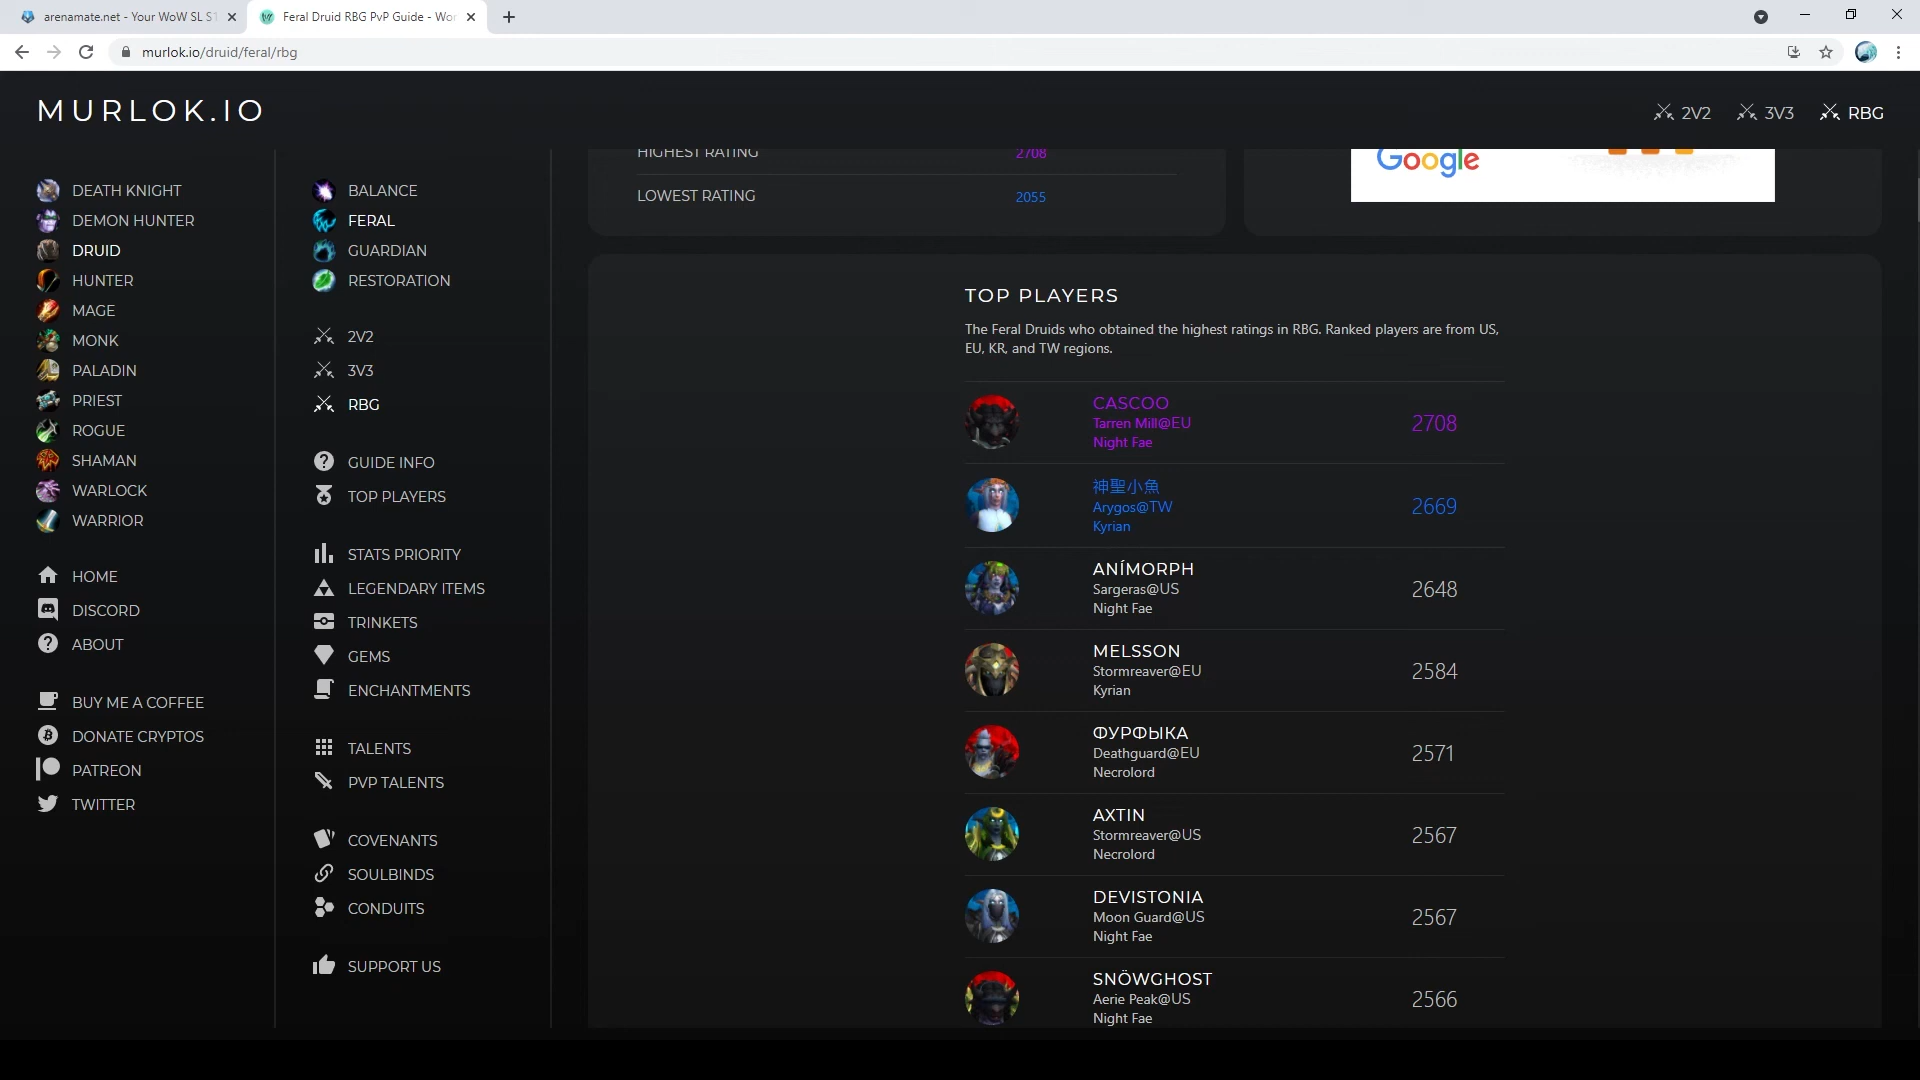 arenamate.net - Your WoW SL ST
Feral Druid RBG PvP Guide - Wor
murlok.io/druid/feral/rbg
MURLOK.IO
2V2
3V3
RBG
DEATH KNIGHT
DEMON HUNTER
DRUID
HUNTER
MAGE
MONK
PALADIN
PRIEST
ROGUE
SHAMAN
WARLOCK
WARRIOR
HOME
DISCORD
ABOUT
BUY ME A COFFEE
DONATE CRYPTOS
PATREON
TWITTER
BALANCE
FERAL
GUARDIAN
RESTORATION
2V2
3V3
RBG
GUIDE INFO
TOP PLAYERS
STATS PRIORITY
LEGENDARY ITEMS
TRINKETS
GEMS
ENCHANTMENTS
TALENTS
PVP TALENTS
COVENANTS
SOULBINDS
CONDUITS
SUPPORT US
HIGHEST RATING 2708
LOWEST RATING 2055
Google
TOP PLAYERS
The Feral Druids who obtained the highest ratings in RBG. Ranked players are from US,
EU, KR, and TW regions.
CASCOO
Tarren Mill@EU
Night Fae
2708
神聖小魚
Arygos@TW
Kyrian
2669
ANÍMORPH
Sargeras@US
Night Fae
2648
MELSSON
Stormreaver@EU
Kyrian
2584
ФУРФЫКА
Deathguard@EU
Necrolord
2571
AXTIN
Stormreaver@US
Necrolord
2567
DEVISTONIA
Moon Guard@US
Night Fae
2567
SNÖWGHOST
Aerie Peak@US
Night Fae
2566